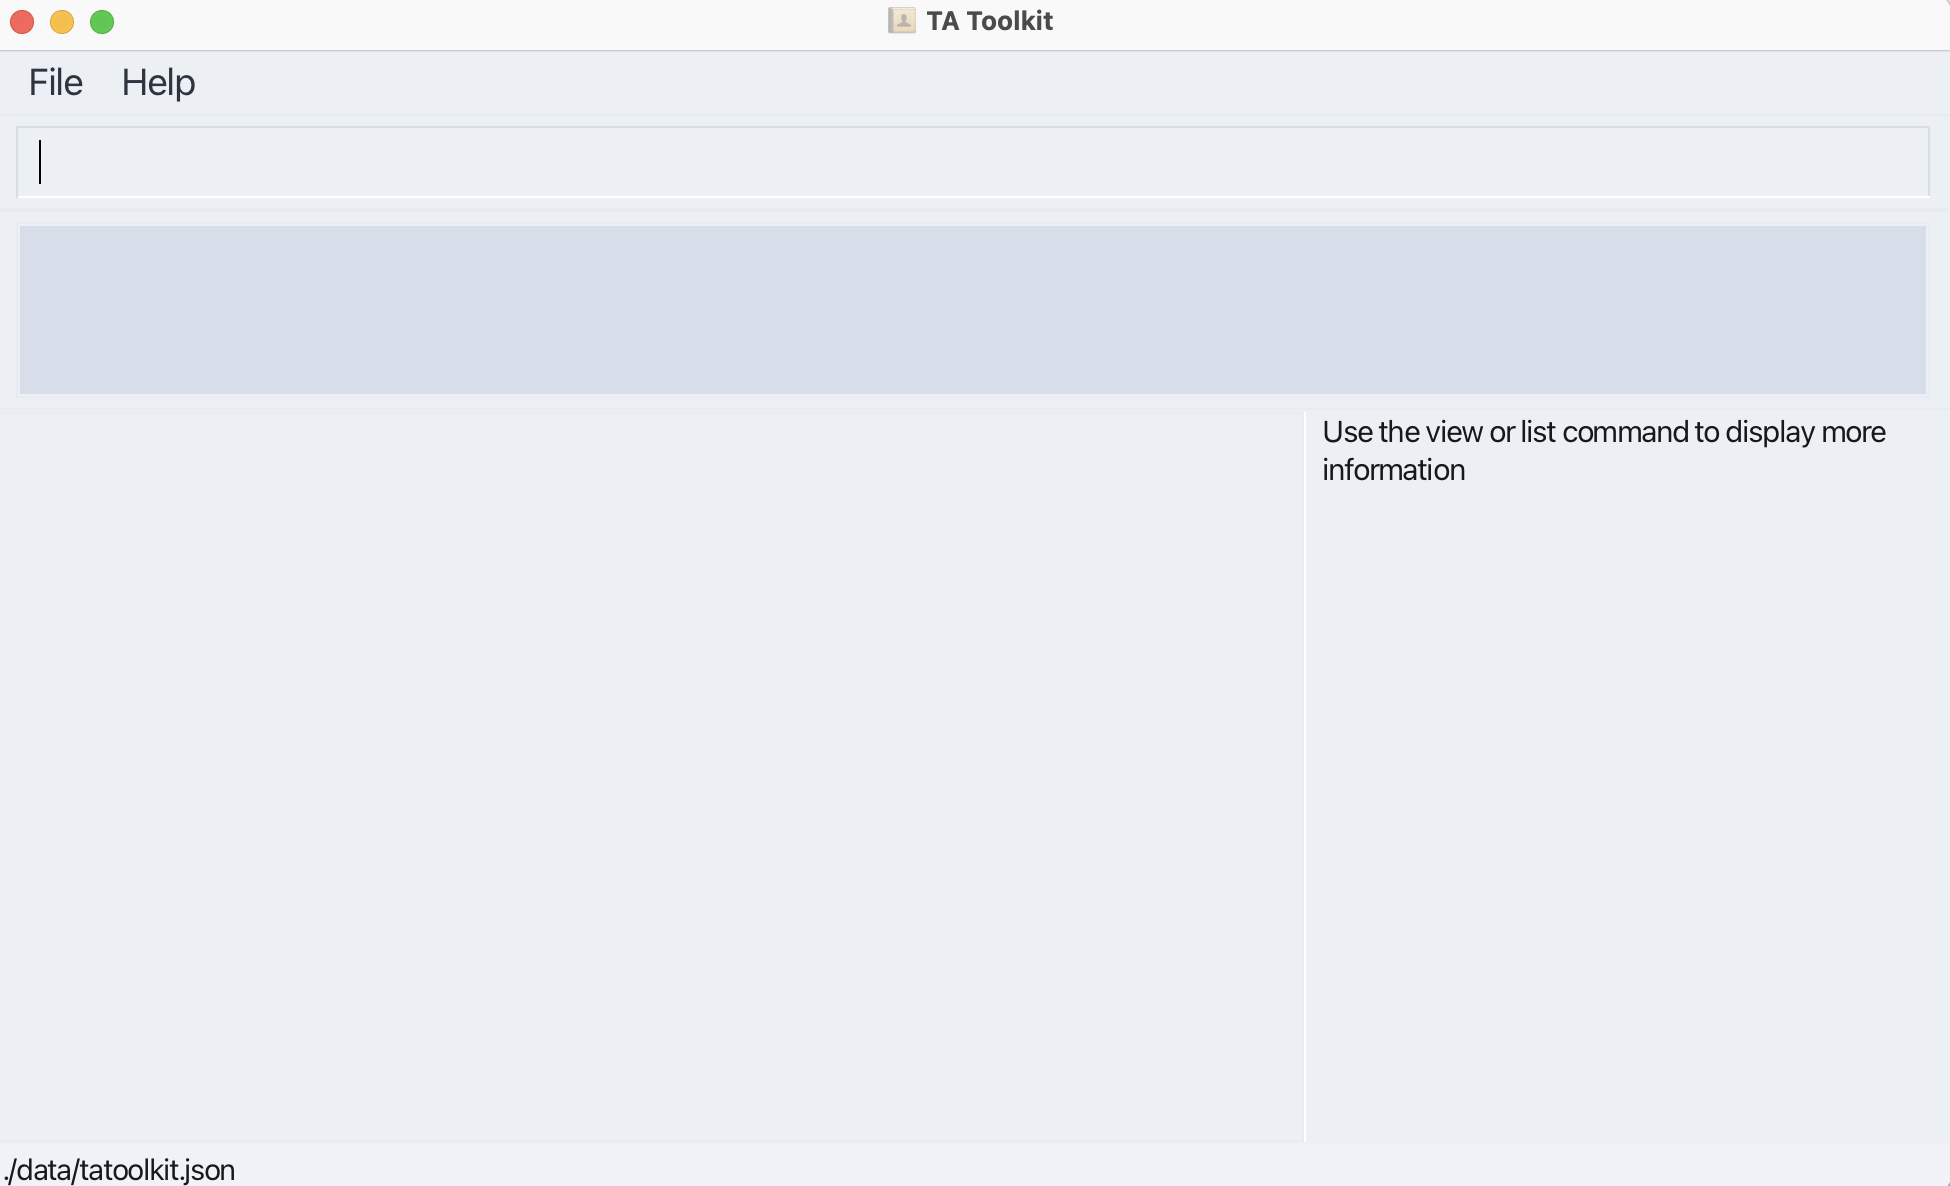 TA Toolkit
File Help
Use the view or list command to display more
information
./data/tatoolkit.json